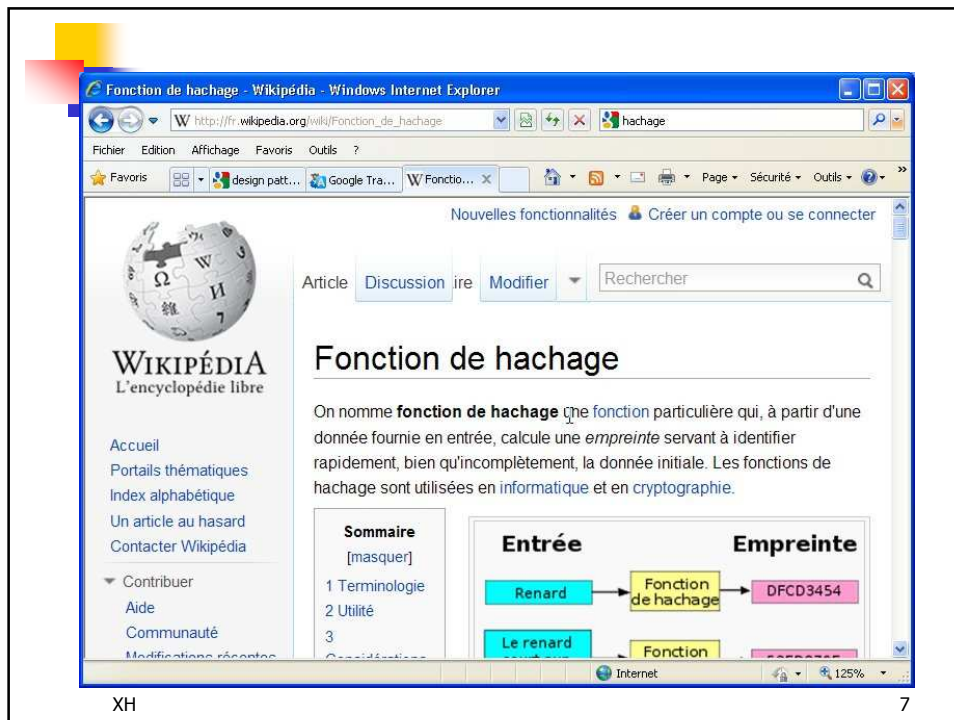 Fonction de hachage - Wikipédia - Windows Internet Explorer
http://fr.wikipedia.org/wiki/Fonction_de_hachage hachage
Fichier Edition Affichage Favoris Outils ?
Favoris design patt... Google Tra... Fonctio... Page Sécurité Outils »
Nouvelles fonctionnalités Créer un compte ou se connecter
Article Discussion ire Modifier Rechercher
WIKIPÉDIA
L'encyclopédie libre
Accueil
Portails thématiques
Index alphabétique
Un article au hasard
Contacter Wikipédia
Contribuer
Aide
Communauté
Modifications récentes
Fonction de hachage
On nomme fonction de hachage une fonction particulière qui, à partir d'une
donnée fournie en entrée, calcule une empreinte servant à identifier
rapidement, bien qu'incomplètement, la donnée initiale. Les fonctions de
hachage sont utilisées en informatique et en cryptographie.
Sommaire
[masquer]
1 Terminologie
2 Utilité
3
Considérations
Entrée Empreinte
Renard
Fonction
de hachage
DFCD3454
Le renard
court sur
Fonction
Internet 125%
XH 7